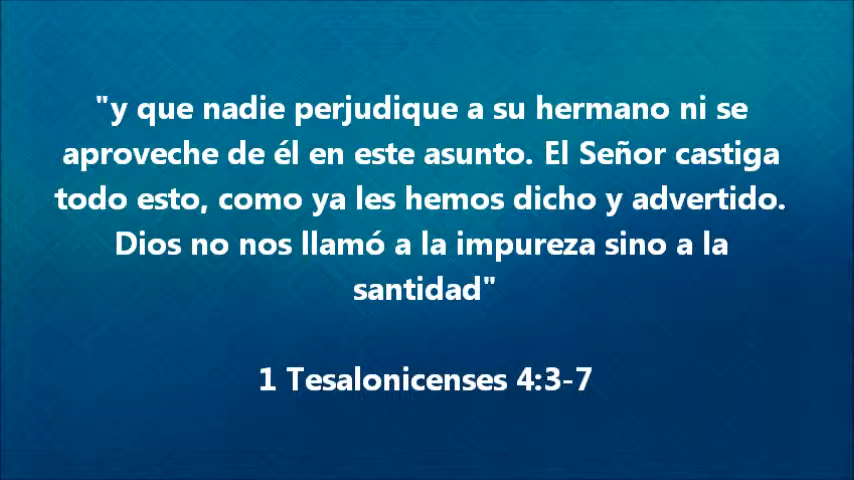 "y que nadie perjudique a su hermano ni se
aproveche de él en este asunto. El Señor castiga
todo esto, como ya les hemos dicho y advertido.
Dios no nos llamó a la impureza sino a la
santidad"
1 Tesalonicenses 4:3-7